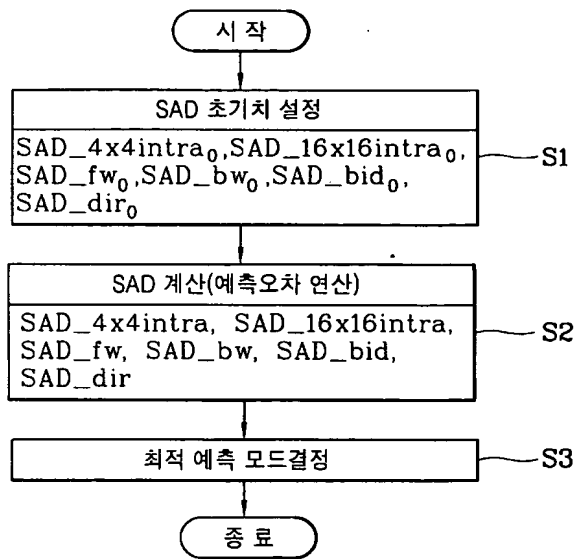 시 작
SAD 초기치 설정
SAD_4x4intra₀,SAD_16x16intra₀,
SAD_fw₀,SAD_bw₀,SAD_bid₀,
SAD_dir₀
S1
SAD 계산(예측오차 연산)
SAD_4x4intra, SAD_16x16intra,
SAD_fw, SAD_bw, SAD_bid,
SAD_dir
S2
최적 예측 모드결정
S3
종 료